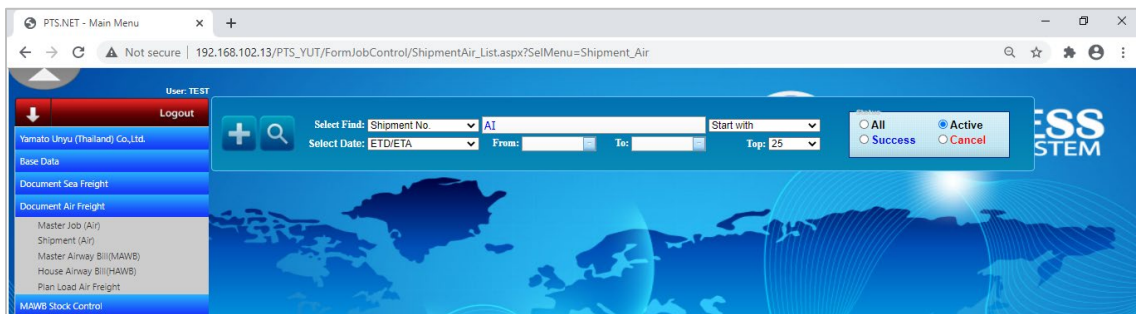 PTS.NET - Main Menu
Not secure | 192.168.102.13/PTS_YUT/FormJobControl/ShipmentAir_List.aspx?SelMenu=Shipment_Air
User: TEST
Logout
Yamato Unyu (Thailand) Co.,Ltd.
Base Data
Document Sea Freight
Document Air Freight
Master Job (Air)
Shipment (Air)
Master Airway Bill(MAWB)
House Airway Bill(HAWB)
Plan Load Air Freight
MAWB Stock Control
Select Find: Shipment No. AI Start with
Select Date: ETD/ETA From: To: Top: 25
Status
All Active
Success Cancel
ESS
STEM